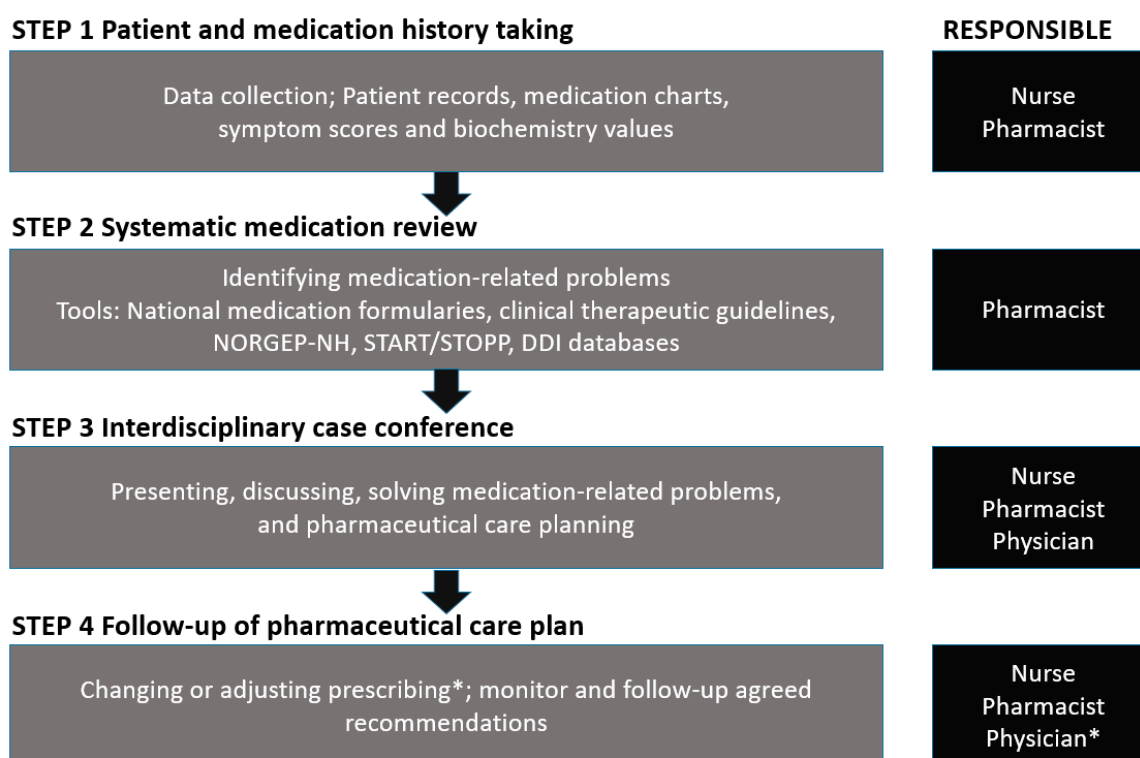 STEP 1 Patient and medication history taking
RESPONSIBLE
Data collection; Patient records, medication charts,
symptom scores and biochemistry values
Nurse
Pharmacist
STEP 2 Systematic medication review
Identifying medication-related problems
Tools: National medication formularies, clinical therapeutic guidelines,
NORGEP-NH, START/STOPP, DDI databases
Pharmacist
STEP 3 Interdisciplinary case conference
Presenting, discussing, solving medication-related problems,
and pharmaceutical care planning
Nurse
Pharmacist
Physician
STEP 4 Follow-up of pharmaceutical care plan
Changing or adjusting prescribing*; monitor and follow-up agreed
recommendations
Nurse
Pharmacist
Physician*